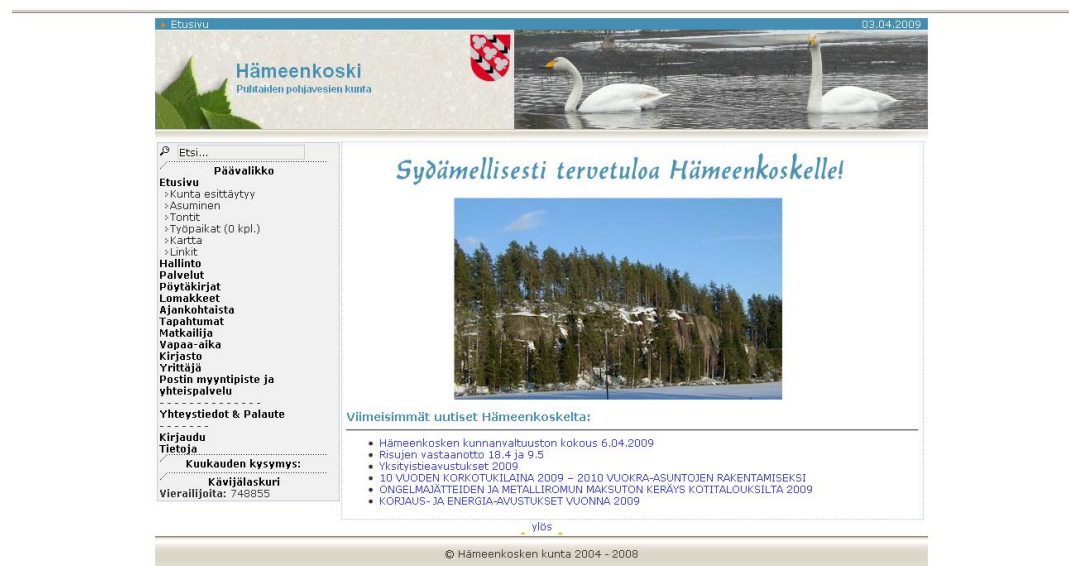 Etusivu
03.04.2009
Hämeenkoski
Puhtaiden pohjavesien kunta
Etsi...
Päävalikko
Etusivu
Kunta esittäytyy
Asuminen
Tontit
Työpaikat (0 kpl.)
Kartta
Linkit
Hallinto
Palvelut
Pöytäkirjat
Lomakkeet
Ajankohtaista
Tapahtumat
Matkailija
Vapaa-aika
Kirjasto
Yrittäjä
Postin myyntipiste ja
yhteispalvelu
- - - - - - - - - - - - - -
Yhteystiedot & Palaute
- - - - - - -
Kirjaudu
Tietoja
Kuukauden kysymys:
Kävijälaskuri
Vierailijoita: 748855
Sydämellisesti tervetuloa Hämeenkoskelle!
Viimeisimmät uutiset Hämeenkoskelta:
Hämeenkosken kunnanvaltuuston kokous 6.04.2009
Risujen vastaanotto 18.4 ja 9.5
Yksityistieavustukset 2009
10 VUODEN KORKOTUKILAINA 2009 – 2010 VUOKRA-ASUNTOJEN RAKENTAMISEKSI
ONGELMAJÄTTEIDEN JA METALLIROMUN MAKSUTON KERÄYS KOTITALOUKSILTA 2009
KORJAUS- JA ENERGIA-AVUSTUKSET VUONNA 2009
ylös
© Hämeenkosken kunta 2004 - 2008